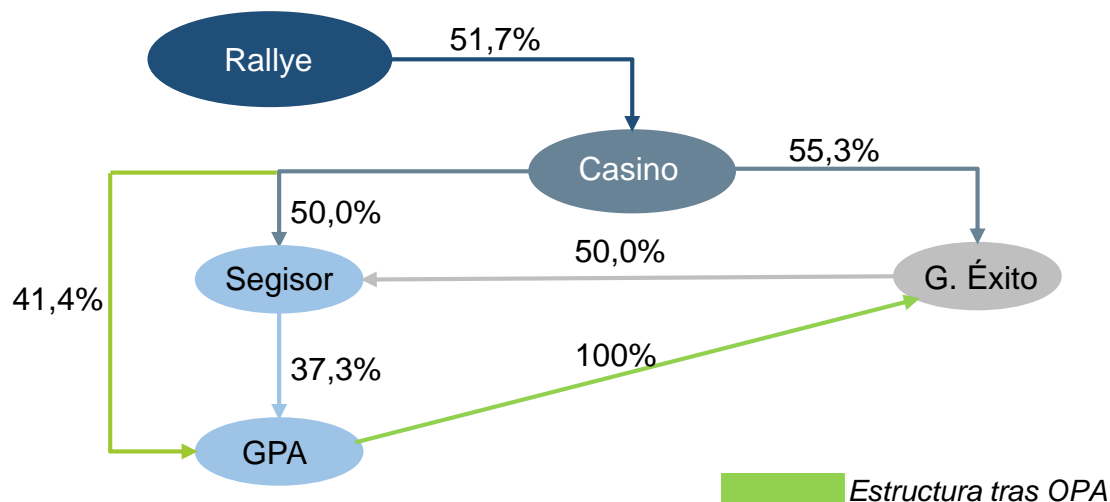 51,7%
Rallye
Casino
55,3%
50,0%
50,0%
Segisor
G. Éxito
41,4%
37,3%
100%
GPA
Estructura tras OPA